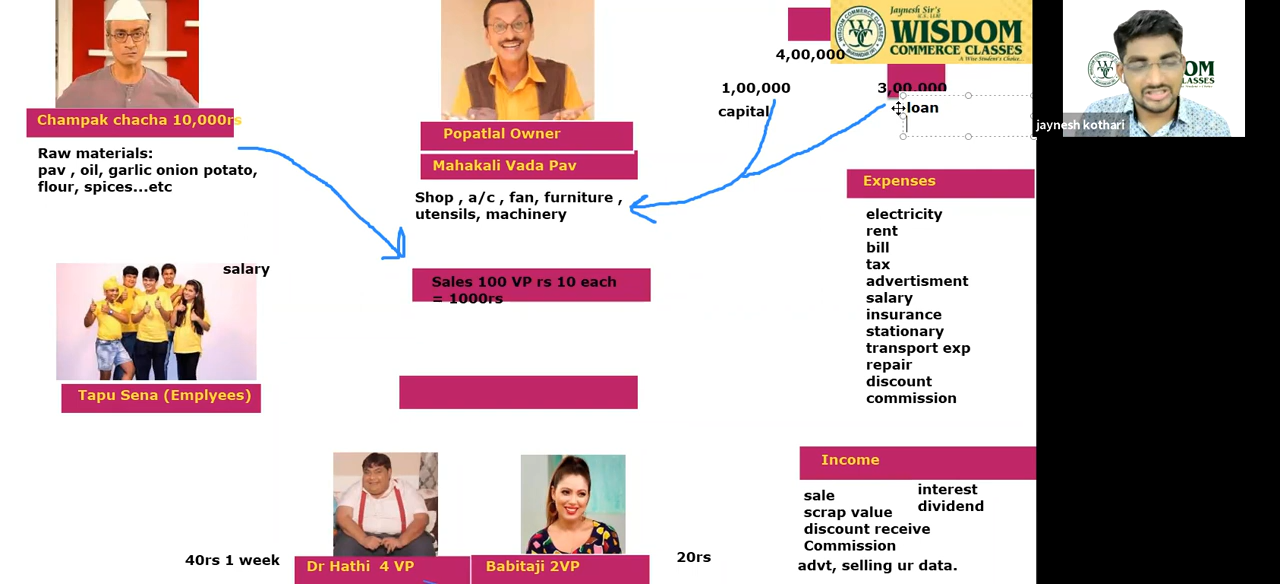 Jaynesh Sir's
WISDOM
COMMERCE CLASSES
A Wise Student's Choice...
4,00,000
1,00,000
capital
3,00,000
loan
jaynesh kothari
Champak chacha 10,000rs
Raw materials:
pav , oil, garlic onion potato,
flour, spices...etc
Popatlal Owner
Mahakali Vada Pav
Shop , a/c , fan, furniture ,
utensils, machinery
Expenses
electricity
rent
bill
tax
advertisment
salary
insurance
stationary
transport exp
repair
discount
commission
salary
Tapu Sena (Emplyees)
Sales 100 VP rs 10 each
= 1000rs
Income
sale
scrap value
discount receive
Commission
advt, selling ur data.
interest
dividend
40rs 1 week
Dr Hathi 4 VP
Babitaji 2VP
20rs